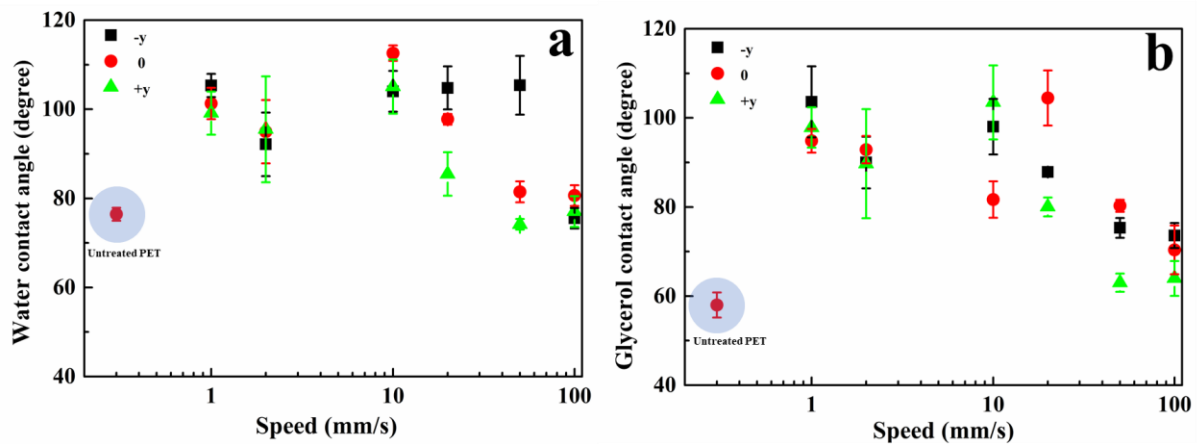 a
-y
0
+y
Untreated PET
Water contact angle (degree)
120
100
80
60
40
1
10
100
Speed (mm/s)
b
-y
0
+y
Untreated PET
Glycerol contact angle (degree)
120
100
80
60
40
1
10
100
Speed (mm/s)